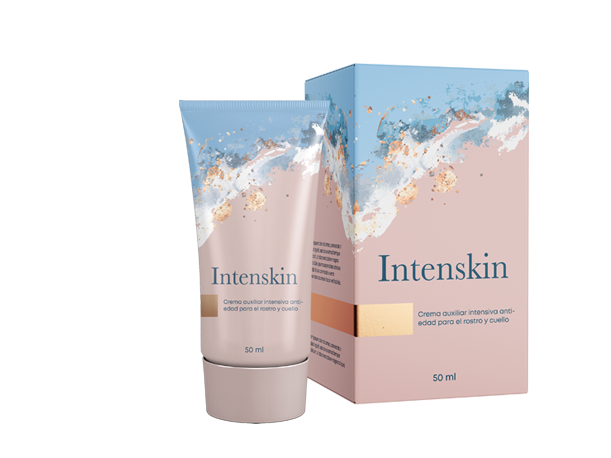 Intenskin
Crema auxiliar intensiva anti-
edad para el rostro y cuello
50 ml
Intenskin
Crema auxiliar intensiva anti-
edad para el rostro y cuello
50 ml